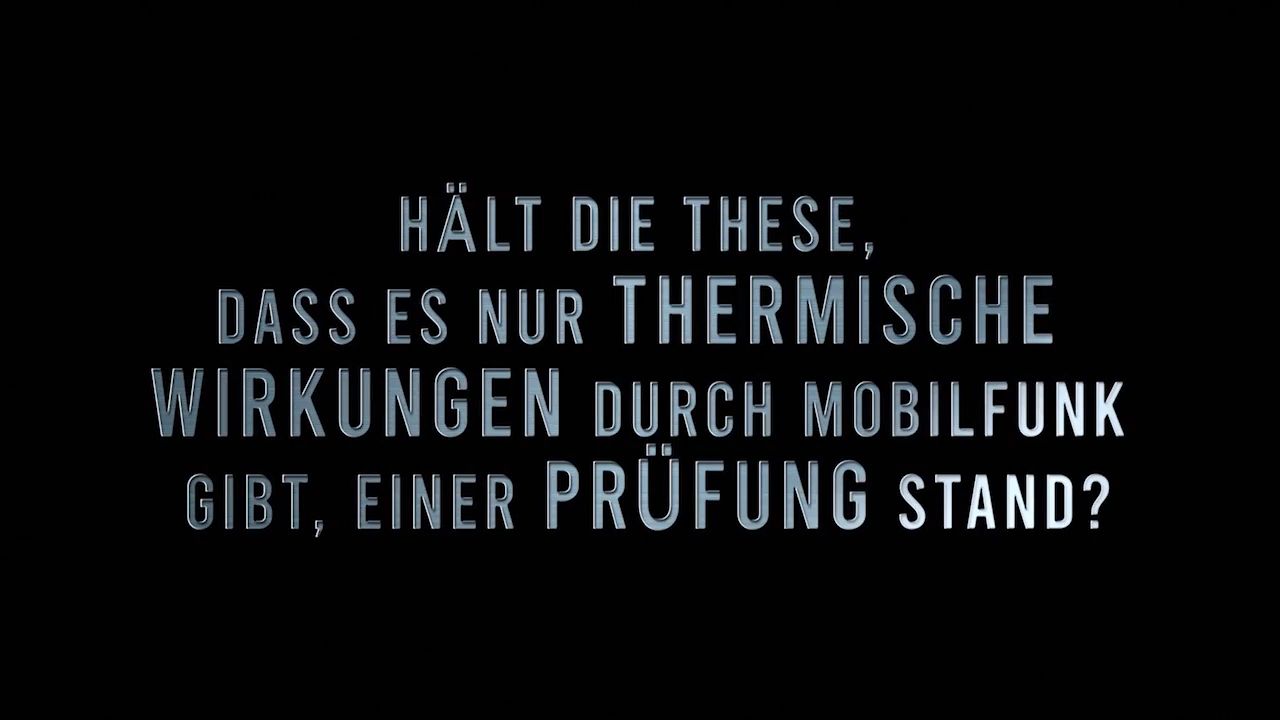 HÄLT DIE THESE,
DASS ES NUR THERMISCHE
WIRKUNGEN DURCH MOBILFUNK
GIBT, EINER PRÜFUNG STAND?